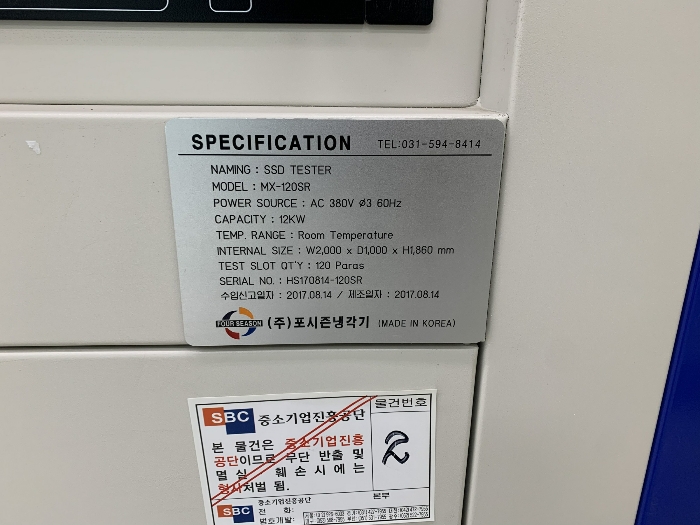 SPECIFICATION TEL:031-594-8414
NAMING : SSD TESTER
MODEL : MX-120SR
POWER SOURCE : AC 380V ø3 60Hz
CAPACITY : 12KW
TEMP. RANGE : Room Temperature
INTERNAL SIZE : W2,000 x D1,000 x H1,860 mm
TEST SLOT QT'Y : 120 Paras
SERIAL NO. : HS170814-120SR
수입신고일자 : 2017.08.14 / 제조일자 : 2017.08.14
FOUR SEASON (주)포시즌냉각기 (MADE IN KOREA)
SBC 중소기업진흥공단 물건번호
본 물건은 중소기업진흥
공단이므로 무단 반출 및
멸실 훼손시에는
형사처벌 됨.
2
SBC 중소기업진흥공단 본부
전 화 :